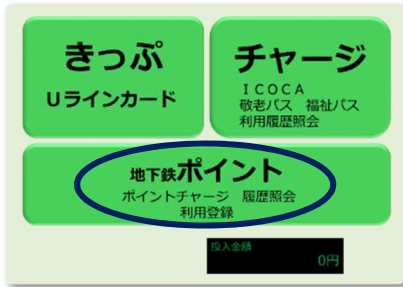 きっぷ
Uラインカード
チャージ
ICOCA
敬老パス 福祉パス
利用履歴照会
地下鉄ポイント
ポイントチャージ 履歴照会
利用登録
投入金額
0円